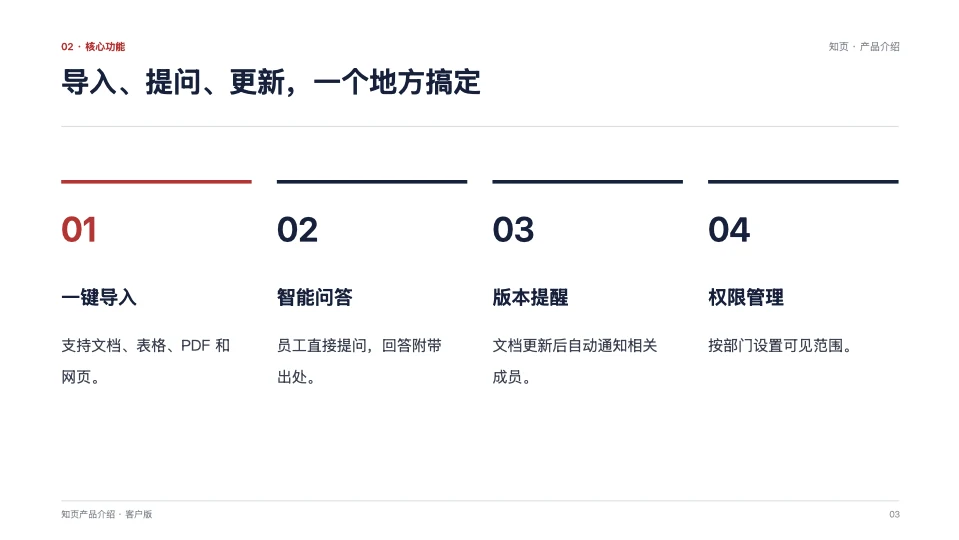 02 · 核心功能
知页 · 产品介绍
导入、提问、更新，一个地方搞定
01
一键导入
支持文档、表格、PDF 和
网页。
02
智能问答
员工直接提问，回答附带
出处。
03
版本提醒
文档更新后自动通知相关
成员。
04
权限管理
按部门设置可见范围。
知页产品介绍 · 客户版
03